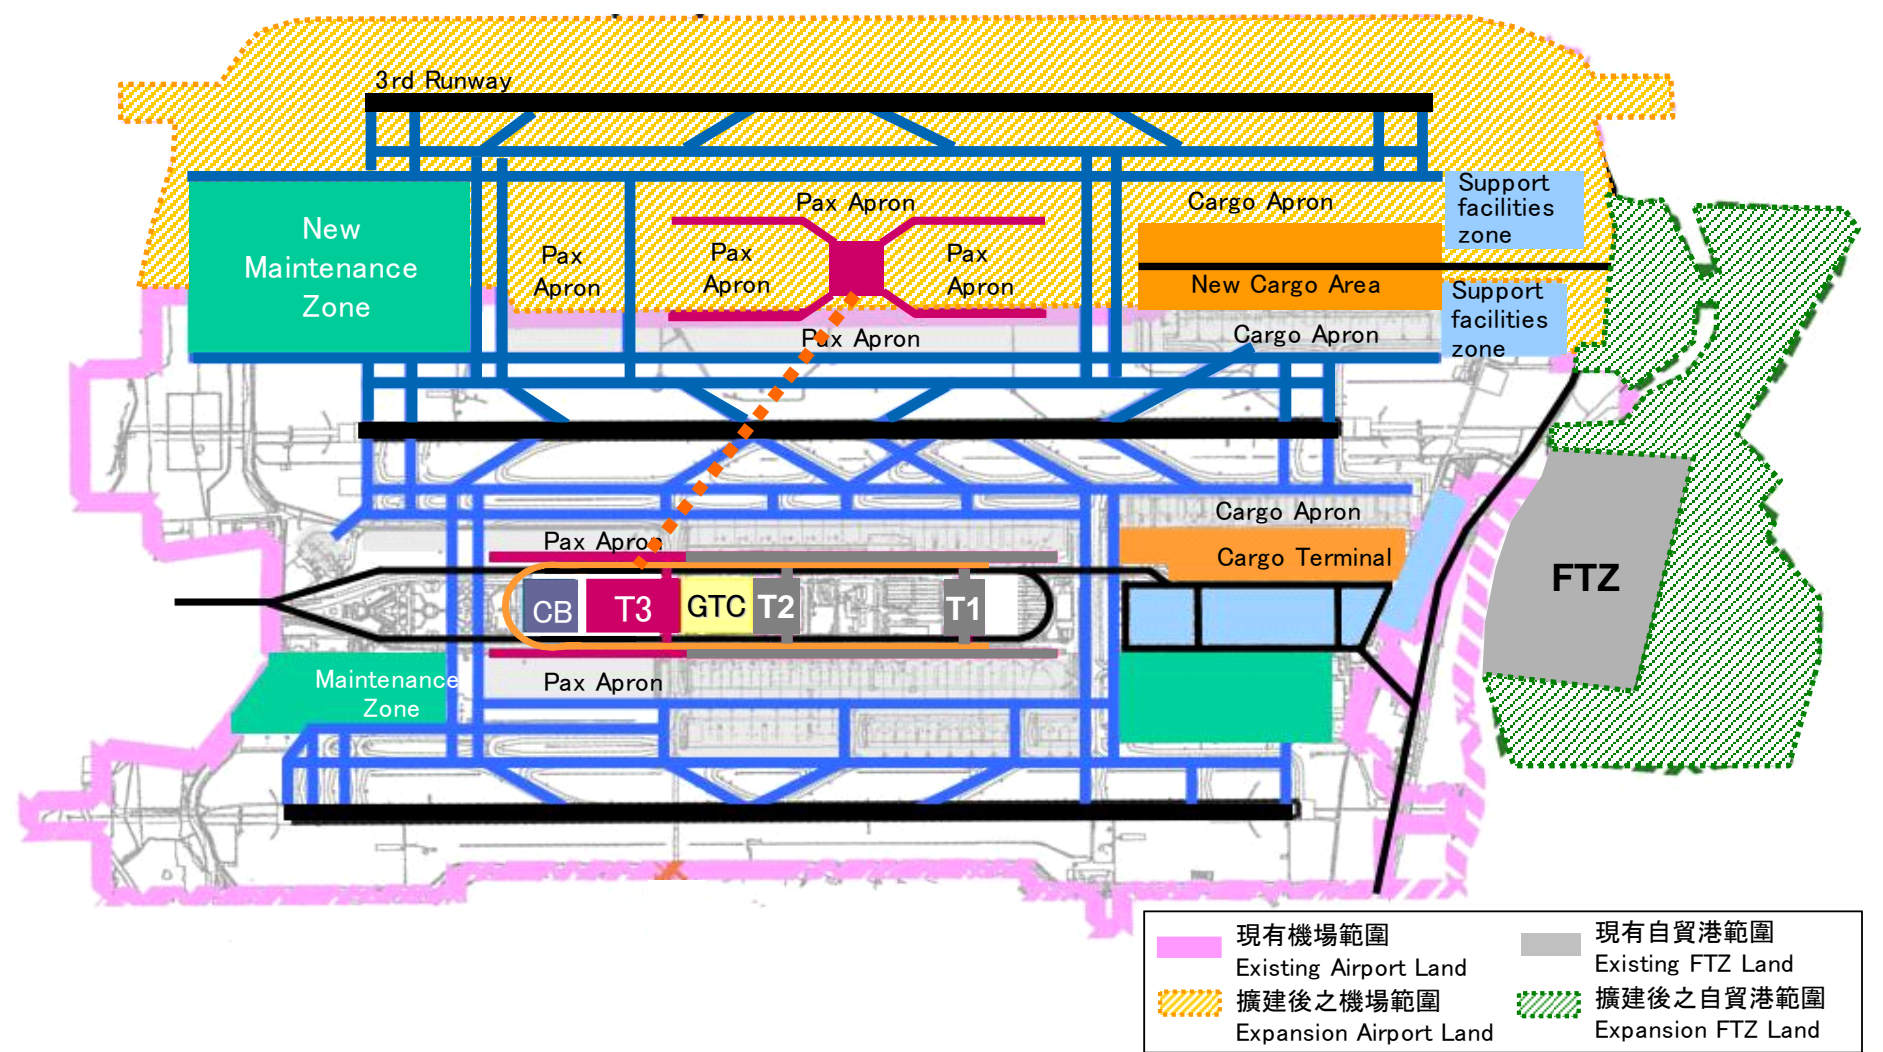 3rd Runway
New
Maintenance
Zone
Pax
Apron
Pax Apron
Pax
Apron
Pax
Apron
Pax Apron
Cargo Apron
New Cargo Area
Cargo Apron
Support
facilities
zone
Support
facilities
zone
Pax Apron
CB
T3
GTC
T2
T1
Pax Apron
Cargo Apron
Cargo Terminal
FTZ
Maintenance
Zone
現有機場範圍
Existing Airport Land
擴建後之機場範圍
Expansion Airport Land
現有自貿港範圍
Existing FTZ Land
擴建後之自貿港範圍
Expansion FTZ Land